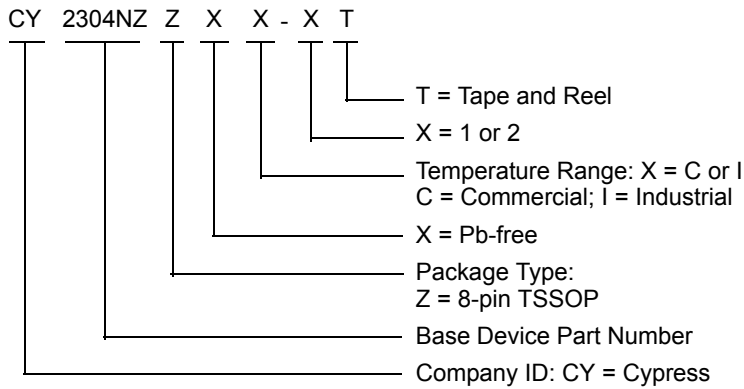 CY 2304NZ Z X X - X T
T = Tape and Reel
X = 1 or 2
Temperature Range: X = C or I
C = Commercial; I = Industrial
X = Pb-free
Package Type:
Z = 8-pin TSSOP
Base Device Part Number
Company ID: CY = Cypress